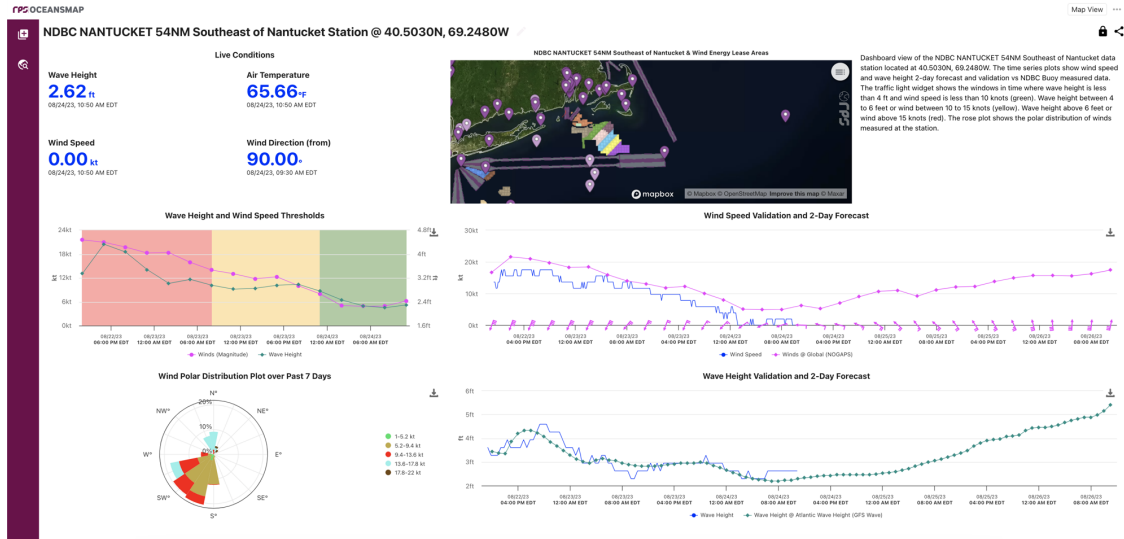 rps OCEANSMAP
Map View
NDBC NANTUCKET 54NM Southeast of Nantucket Station @ 40.5030N, 69.2480W
Live Conditions
Wave Height
2.62 ft
08/24/23, 10:50 AM EDT
Air Temperature
65.66°F
08/24/23, 10:50 AM EDT
Wind Speed
0.00 kt
08/24/23, 10:50 AM EDT
Wind Direction (from)
90.00°
08/24/23, 09:30 AM EDT
NDBC NANTUCKET 54NM Southeast of Nantucket & Wind Energy Lease Areas
rps
mapbox
© Mapbox © OpenStreetMap Improve this map © Maxar
Dashboard view of the NDBC NANTUCKET 54NM Southeast of Nantucket data
station located at 40.5030N, 69.2480W. The time series plots show wind speed
and wave height 2-day forecast and validation vs NDBC Buoy measured data.
The traffic light widget shows the windows in time where wave height is less
than 4 ft and wind speed is less than 10 knots (green). Wave height between 4
to 6 feet or wind between 10 to 15 knots (yellow). Wave height above 6 feet or
wind above 15 knots (red). The rose plot shows the polar distribution of winds
measured at the station.
Wave Height and Wind Speed Thresholds
24kt 4.8ft
18kt 4ft
12kt 3.2ft
6kt 2.4ft
0kt 1.6ft
kt
ft
08/22/23 08/23/23 08/23/23 08/23/23 08/23/23 08/24/23 08/24/23
06:00 PM EDT 12:00 AM EDT 06:00 AM EDT 12:00 PM EDT 06:00 PM EDT 12:00 AM EDT 06:00 AM EDT
Winds (Magnitude) Wave Height
Wind Speed Validation and 2-Day Forecast
30kt
20kt
10kt
0kt
kt
08/22/23 08/23/23 08/23/23 08/23/23 08/24/23 08/24/23 08/24/23 08/25/23 08/25/23 08/25/23 08/26/23 08/26/23
04:00 PM EDT 12:00 AM EDT 08:00 AM EDT 04:00 PM EDT 12:00 AM EDT 08:00 AM EDT 04:00 PM EDT 12:00 AM EDT 08:00 AM EDT 04:00 PM EDT 12:00 AM EDT 08:00 AM EDT
Wind Speed Winds @ Global (NOGAPS)
Wind Polar Distribution Plot over Past 7 Days
N°
NE°
E°
SE°
S°
SW°
W°
NW°
20%
10%
0%
1-5.2 kt
5.2-9.4 kt
9.4-13.6 kt
13.6-17.8 kt
17.8-22 kt
Wave Height Validation and 2-Day Forecast
6ft
5ft
4ft
3ft
2ft
ft
08/22/23 08/23/23 08/23/23 08/23/23 08/24/23 08/24/23 08/24/23 08/25/23 08/25/23 08/25/23 08/26/23 08/26/23
04:00 PM EDT 12:00 AM EDT 08:00 AM EDT 04:00 PM EDT 12:00 AM EDT 08:00 AM EDT 04:00 PM EDT 12:00 AM EDT 08:00 AM EDT 04:00 PM EDT 12:00 AM EDT 08:00 AM EDT
Wave Height Wave Height @ Atlantic Wave Height (GFS Wave)